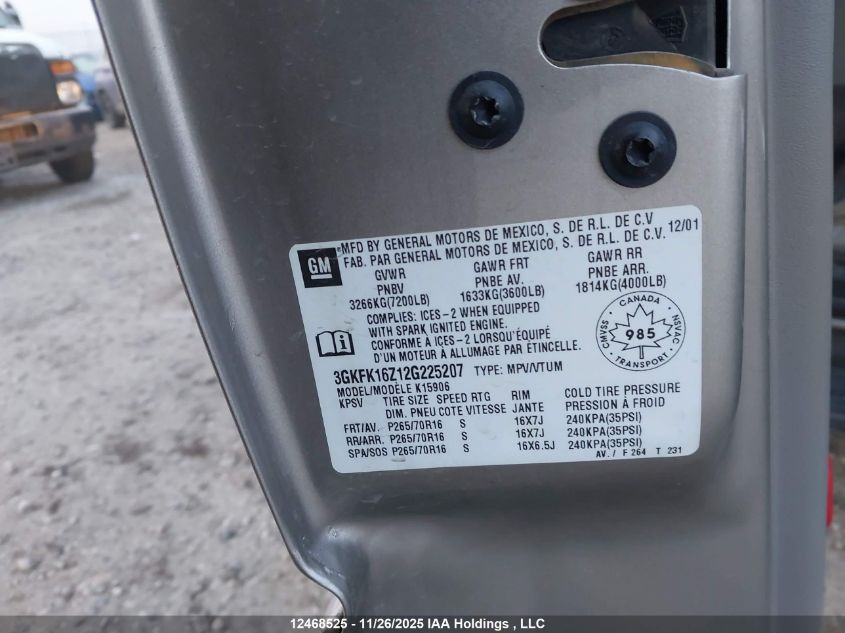 MFD BY GENERAL MOTORS DE MEXICO, S. DE R.L. DE C.V 12/01
FAB. PAR GENERAL MOTORS DE MEXICO, S. DE R.L. DE C.V.
GM
GVWR GAWR FRT GAWR RR
PNBV PNBE AV. PNBE ARR.
3266KG(7200LB) 1633KG(3600LB) 1814KG(4000LB)
COMPLIES: ICES-2 WHEN EQUIPPED
WITH SPARK IGNITED ENGINE.
CONFORME À ICES-2 LORSQU'ÉQUIPÉ
D'UN MOTEUR À ALLUMAGE PAR ÉTINCELLE.
CANADA
CMVSS 985 NSVAC
TRANSPORT
3GKFK16Z12G225207 TYPE: MPV/VTUM
MODEL/MODÈLE K15906
KPSV TIRE SIZE SPEED RTG RIM COLD TIRE PRESSURE
DIM. PNEU COTE VITESSE JANTE PRESSION À FROID
FRT/AV. P265/70R16 S 16X7J 240KPA(35PSI)
RR/ARR. P265/70R16 S 16X7J 240KPA(35PSI)
SPA/SOS P265/70R16 S 16X6.5J 240KPA(35PSI)
AV./ F 264 T 231
12468525 - 11/26/2025 IAA Holdings , LLC